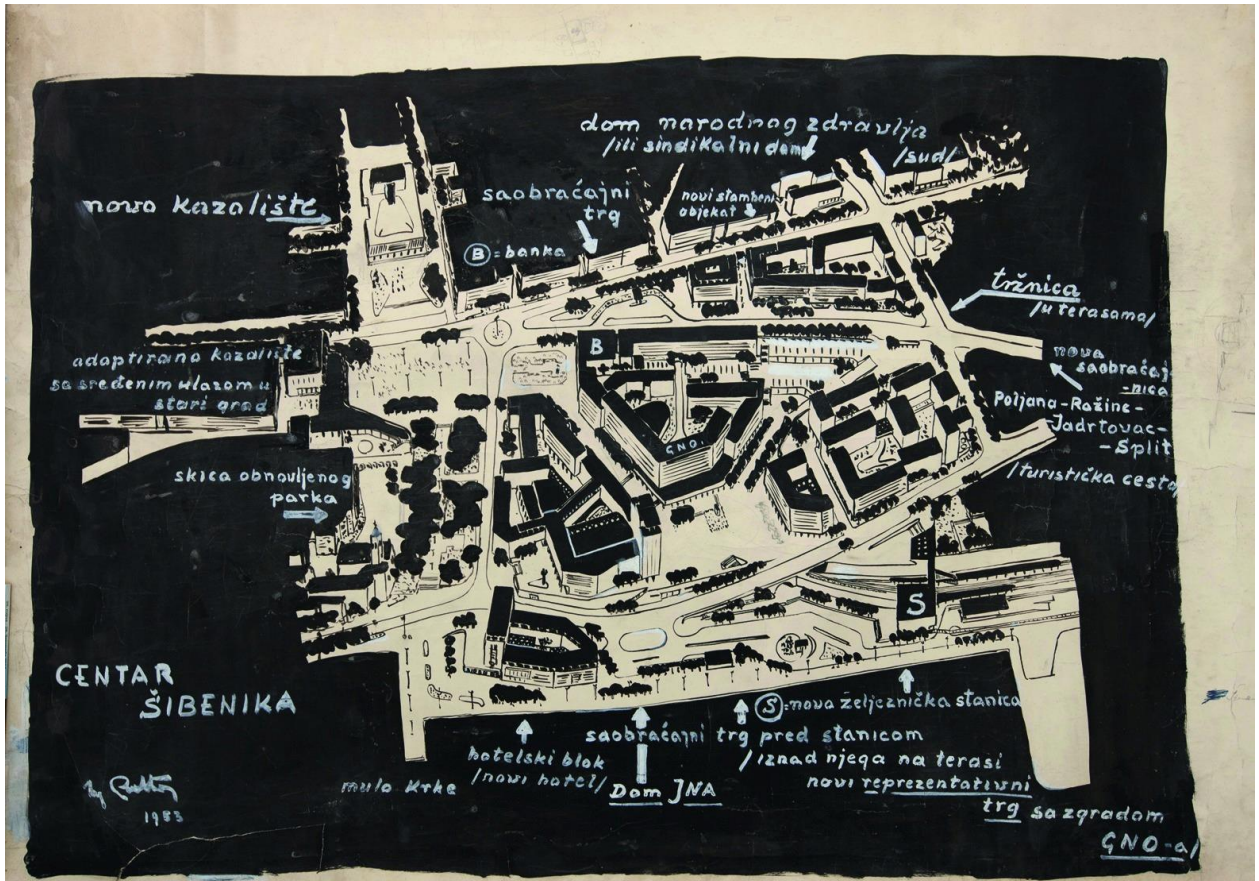 dom narodnog zdravlja
/ili sindikalni dom/
/sud/
novo kazalište
saobraćajni
trg
novi stambeni
objekat
B = banka
tržnica
/u terasama/
adaptirano kazalište
sa sređenim ulazom u
stari grad
B
nova
saobraćaj-
-nica
Poljana-Ražine-
-Jadrtovac-
-Split
/turistička cesta/
GNO.
skica obnovljenog
parka
S
CENTAR
ŠIBENIKA
S = nova željeznička stanica
saobraćajni trg pred stanicom
hotelski blok
/novi hotel/
/iznad njega na terasi
mulo Krke
Dom JNA
novi reprezentativni
trg sa zgradom
GNO-a/
1953